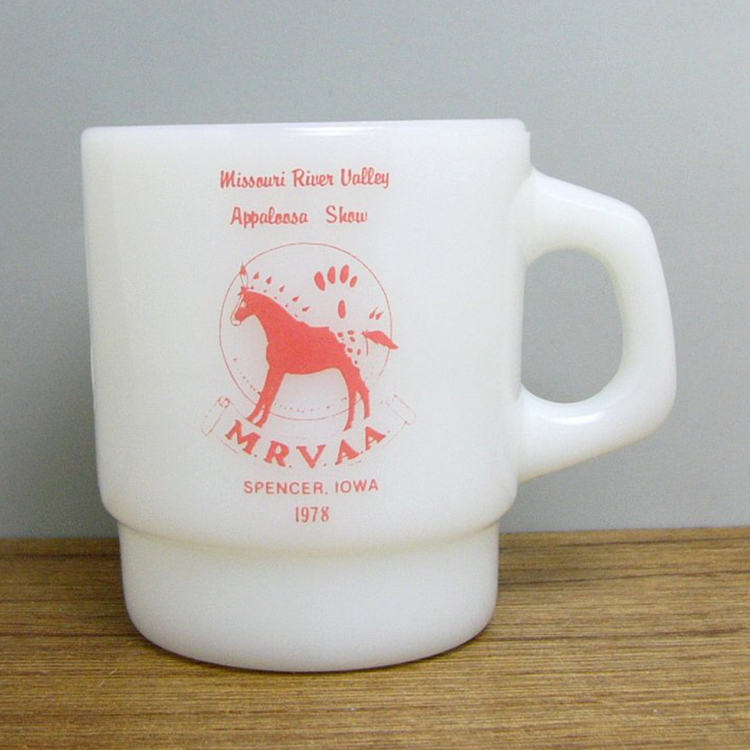 Missouri River Valley
Appaloosa Show
M.R.V.A.A.
SPENCER, IOWA
1978